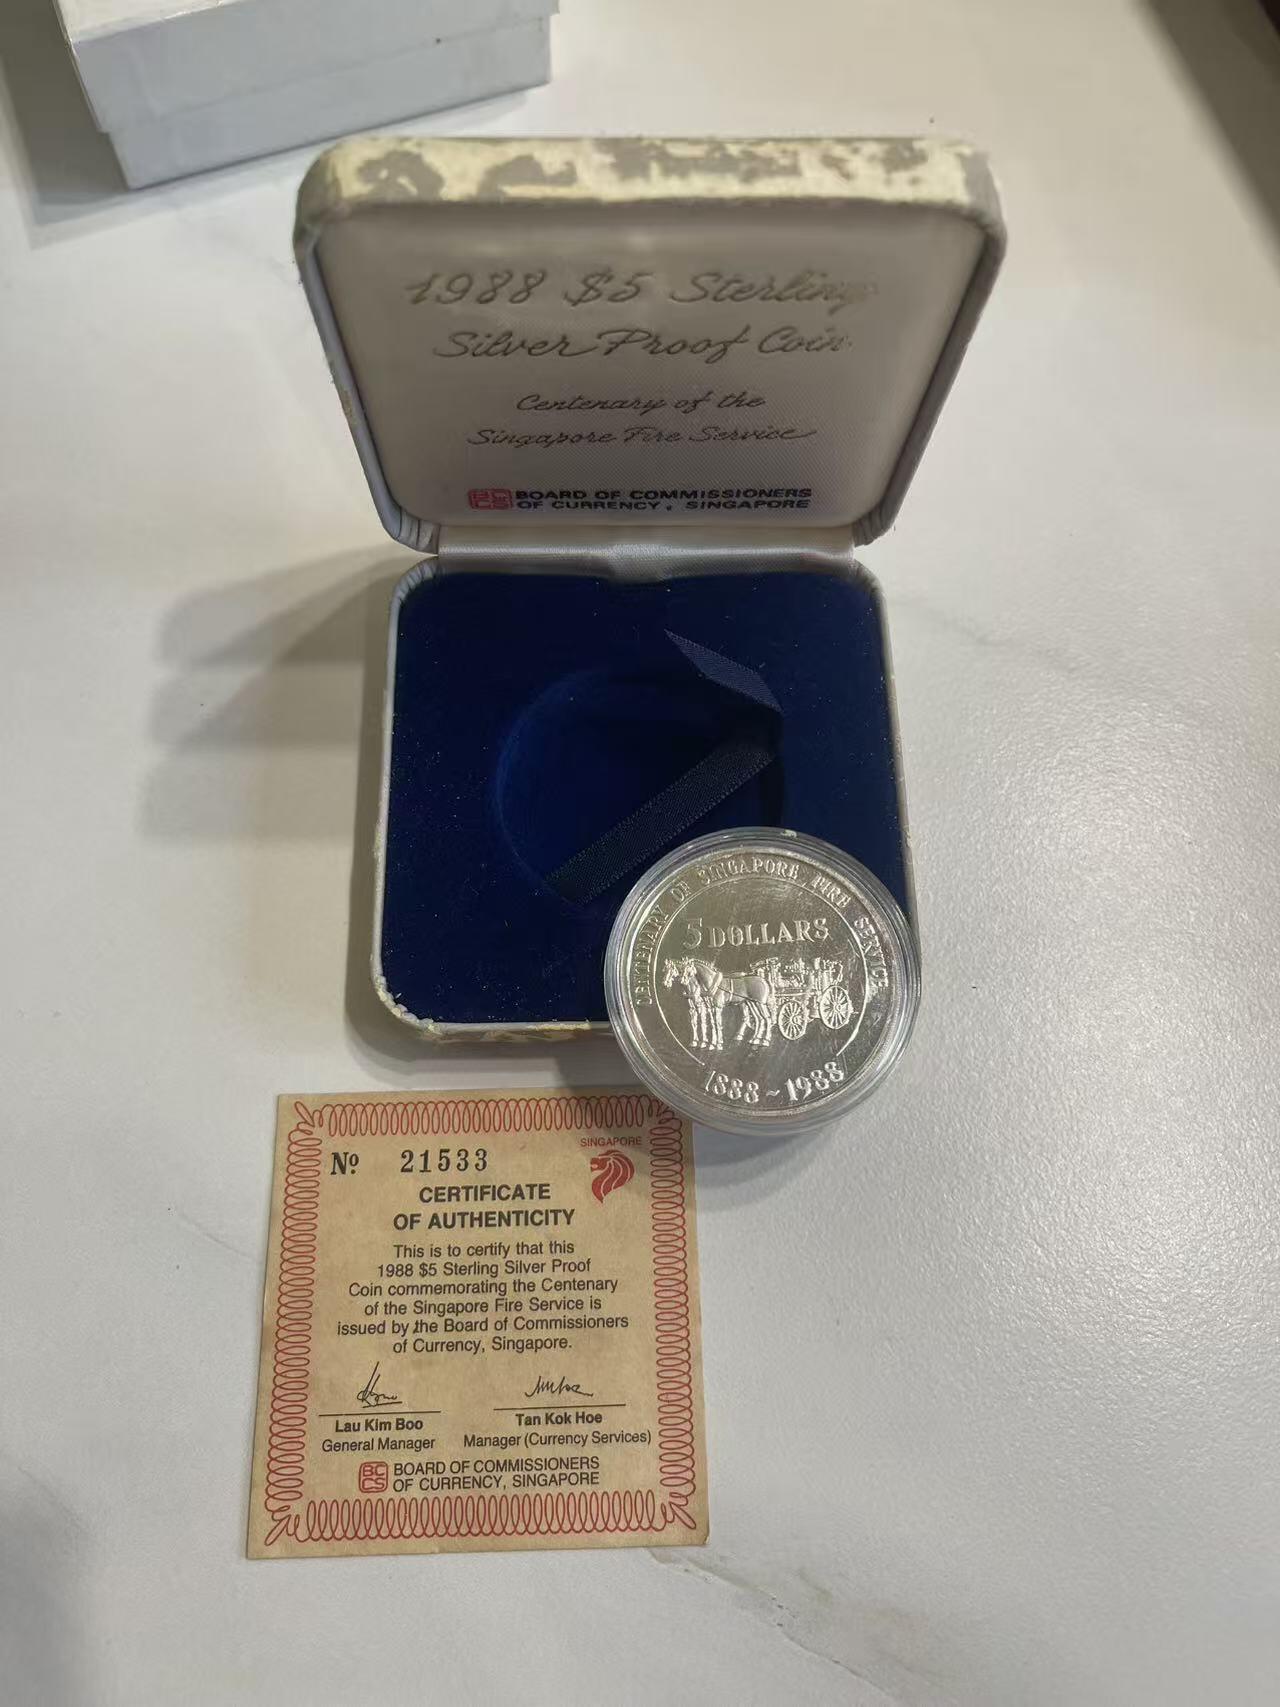 1988 $5 Sterling
Silver Proof Coin
Centenary of the
Singapore Fire Service
BCCS BOARD OF COMMISSIONERS
OF CURRENCY, SINGAPORE
CENTENARY OF SINGAPORE FIRE SERVICE
5 DOLLARS
1888~1988
SINGAPORE
No 21533
CERTIFICATE
OF AUTHENTICITY
This is to certify that this
1988 $5 Sterling Silver Proof
Coin commemorating the Centenary
of the Singapore Fire Service is
issued by the Board of Commissioners
of Currency, Singapore.
Lau Kim Boo
General Manager
Tan Kok Hoe
Manager (Currency Services)
BCCS BOARD OF COMMISSIONERS
OF CURRENCY, SINGAPORE